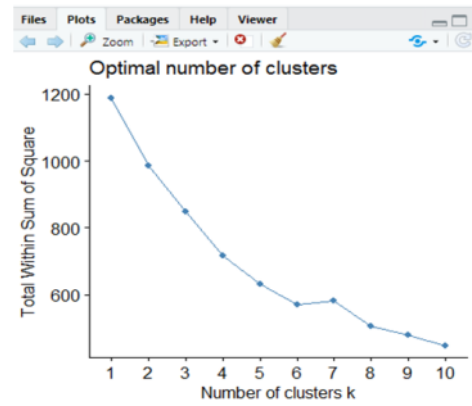 Files Plots Packages Help Viewer
Zoom Export
Optimal number of clusters
Total Within Sum of Square
1200
1000
800
600
1 2 3 4 5 6 7 8 9 10
Number of clusters k